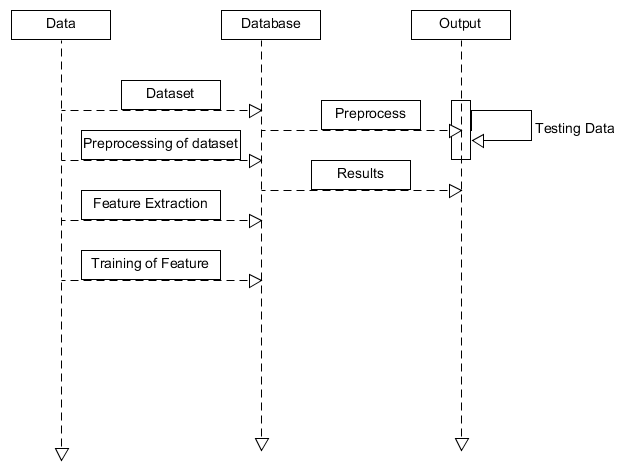 Data
Database
Output
Dataset
Preprocess
Testing Data
Preprocessing of dataset
Results
Feature Extraction
Training of Feature